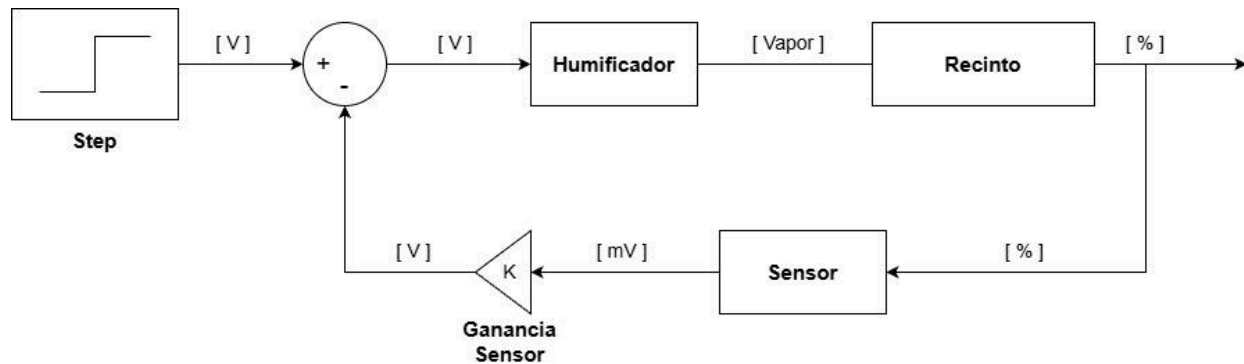 [ V ]
[ V ]
[ Vapor ]
[ % ]
+
-
Humificador
Recinto
Step
[ V ]
[ mV ]
[ % ]
K
Sensor
Ganancia
Sensor